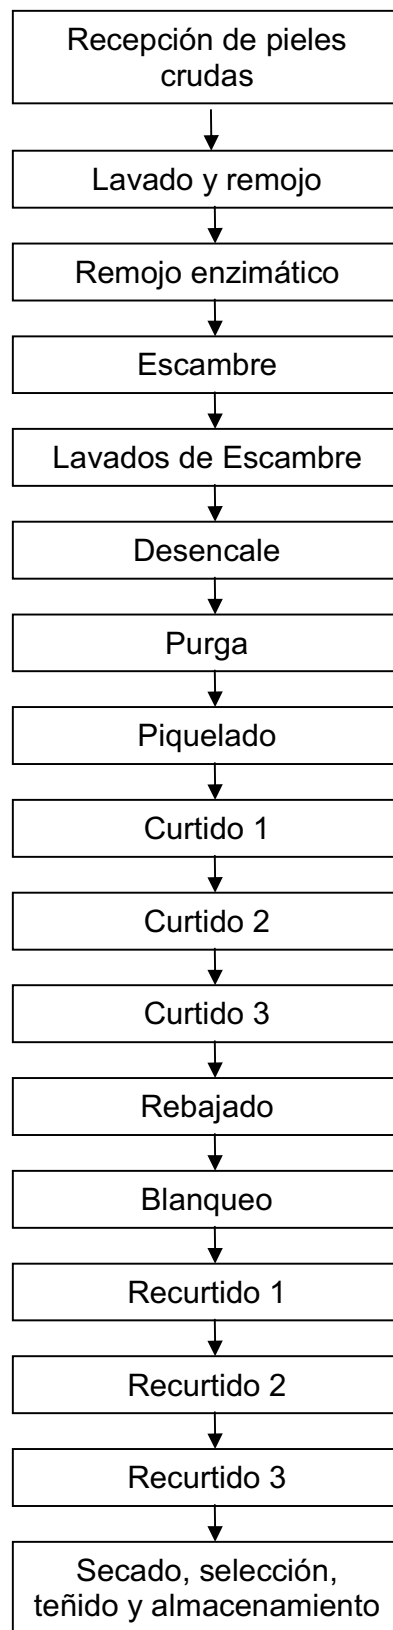 Recepción de pieles
crudas
Lavado y remojo
Remojo enzimático
Escambre
Lavados de Escambre
Desencale
Purga
Piquelado
Curtido 1
Curtido 2
Curtido 3
Rebajado
Blanqueo
Recurtido 1
Recurtido 2
Recurtido 3
Secado, selección,
teñido y almacenamiento